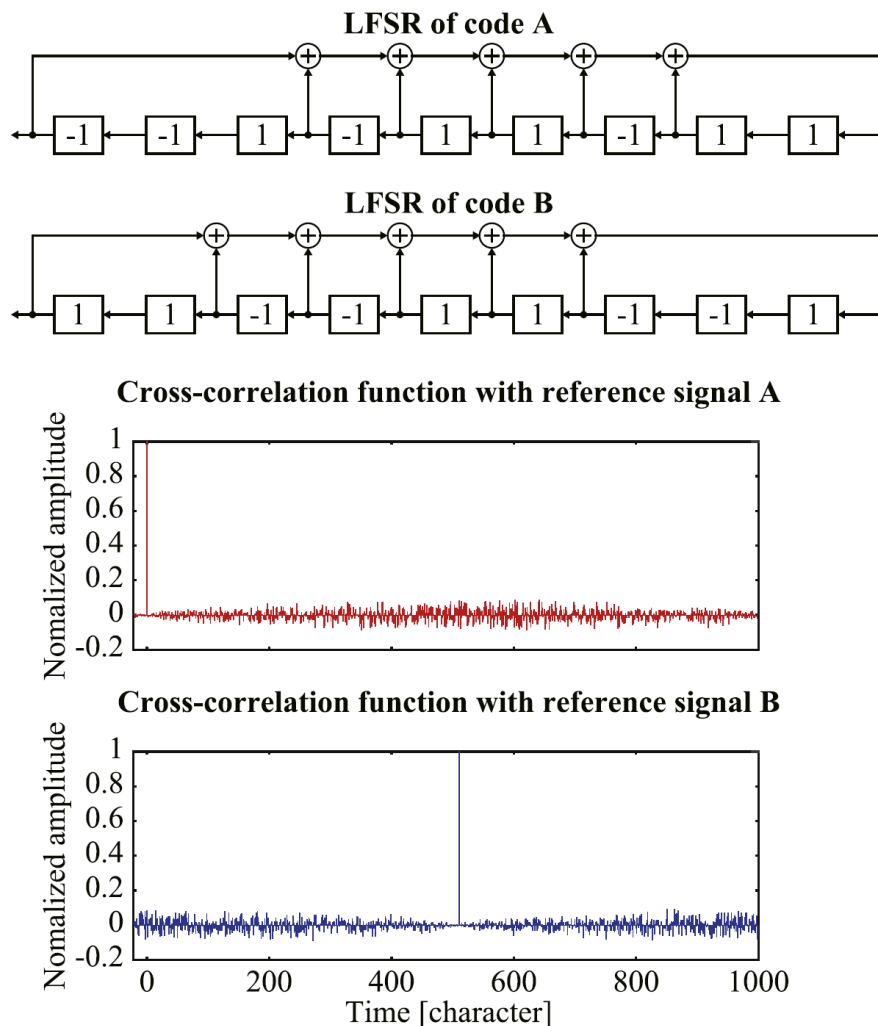 LFSR of code A
+ + + + +
-1 -1 1 -1 1 1 -1 1 1
LFSR of code B
+ + + + +
1 1 -1 -1 1 1 -1 -1 1
Cross-correlation function with reference signal A
Nomalized amplitude
1
0.8
0.6
0.4
0.2
0
-0.2
Cross-correlation function with reference signal B
Nomalized amplitude
1
0.8
0.6
0.4
0.2
0
-0.2
0 200 400 600 800 1000
Time [character]